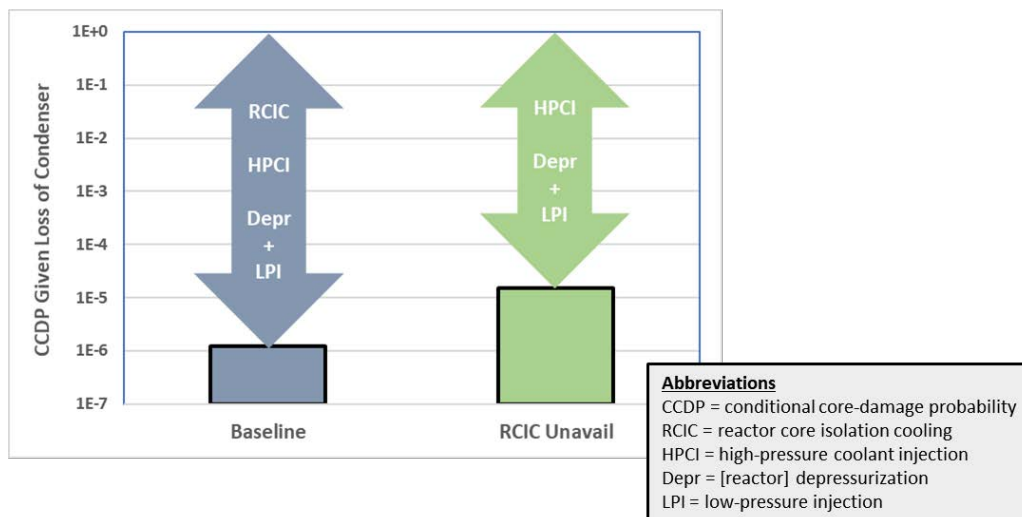 CCDP Given Loss of Condenser
1E+0
1E-1
1E-2
1E-3
1E-4
1E-5
1E-6
1E-7
RCIC
HPCI
Depr
+
LPI
HPCI
Depr
+
LPI
Baseline
RCIC Unavail
Abbreviations
CCDP = conditional core-damage probability
RCIC = reactor core isolation cooling
HPCI = high-pressure coolant injection
Depr = [reactor] depressurization
LPI = low-pressure injection